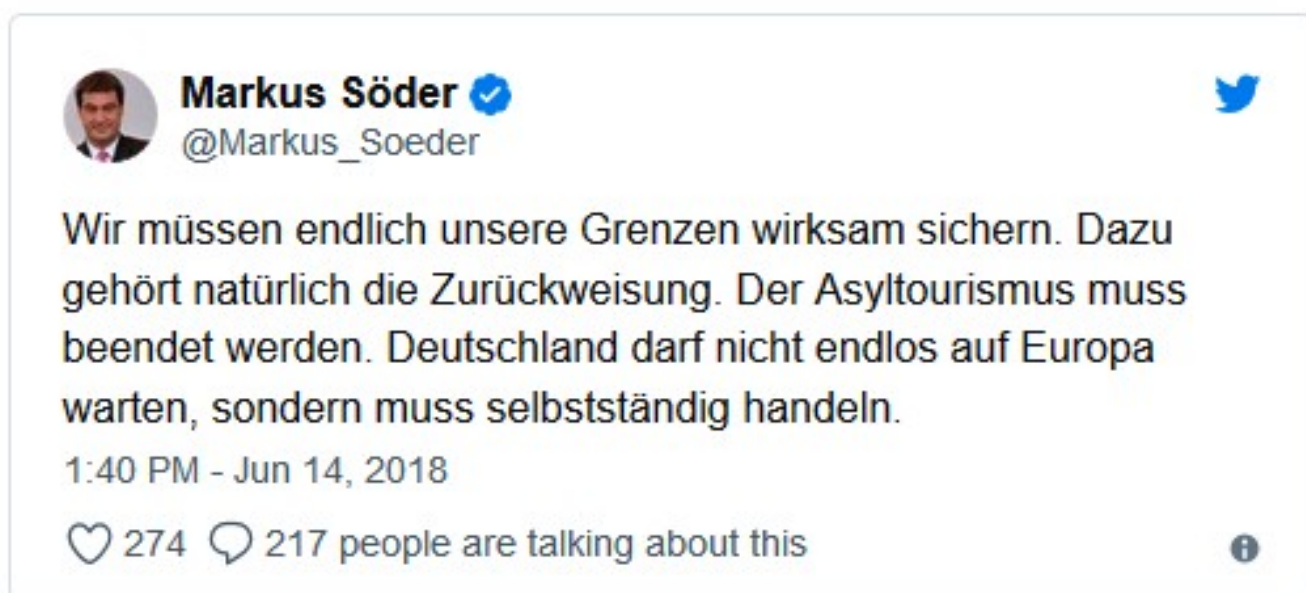 Markus Söder
@Markus_Soeder
Wir müssen endlich unsere Grenzen wirksam sichern. Dazu
gehört natürlich die Zurückweisung. Der Asyltourismus muss
beendet werden. Deutschland darf nicht endlos auf Europa
warten, sondern muss selbstständig handeln.
1:40 PM - Jun 14, 2018
274 217 people are talking about this